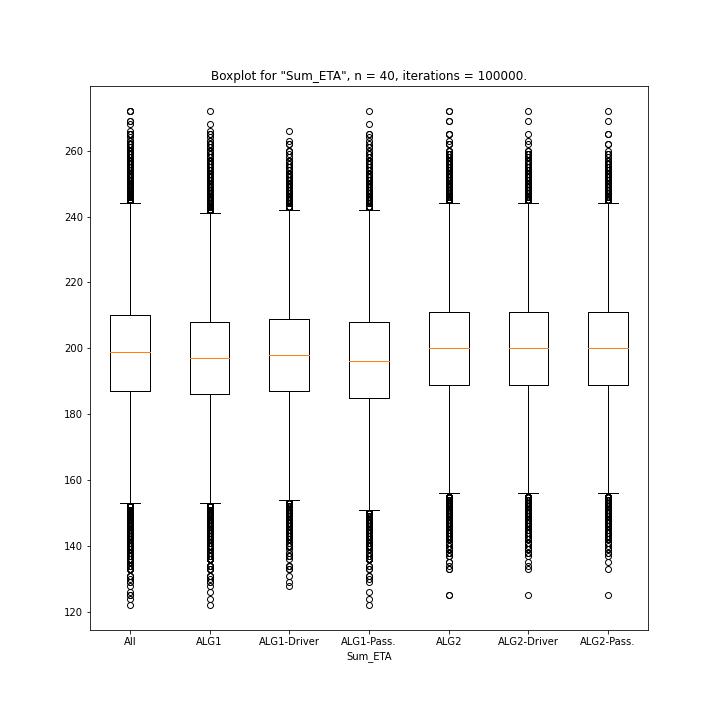 Boxplot for "Sum_ETA", n = 40, iterations = 100000.
260
240
220
200
180
160
140
120
All ALG1 ALG1-Driver ALG1-Pass. ALG2 ALG2-Driver ALG2-Pass.
Sum_ETA